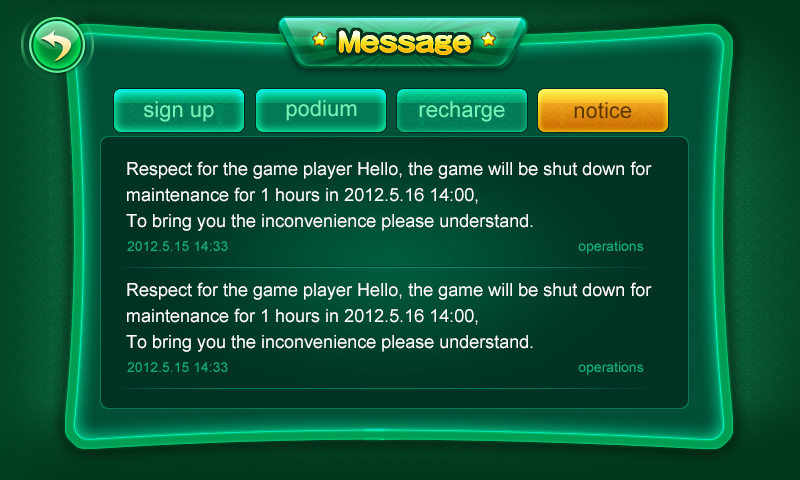 Message
sign up
podium
recharge
notice
Respect for the game player Hello, the game will be shut down for
maintenance for 1 hours in 2012.5.16 14:00,
To bring you the inconvenience please understand.
2012.5.15 14:33 operations
Respect for the game player Hello, the game will be shut down for
maintenance for 1 hours in 2012.5.16 14:00,
To bring you the inconvenience please understand.
2012.5.15 14:33 operations